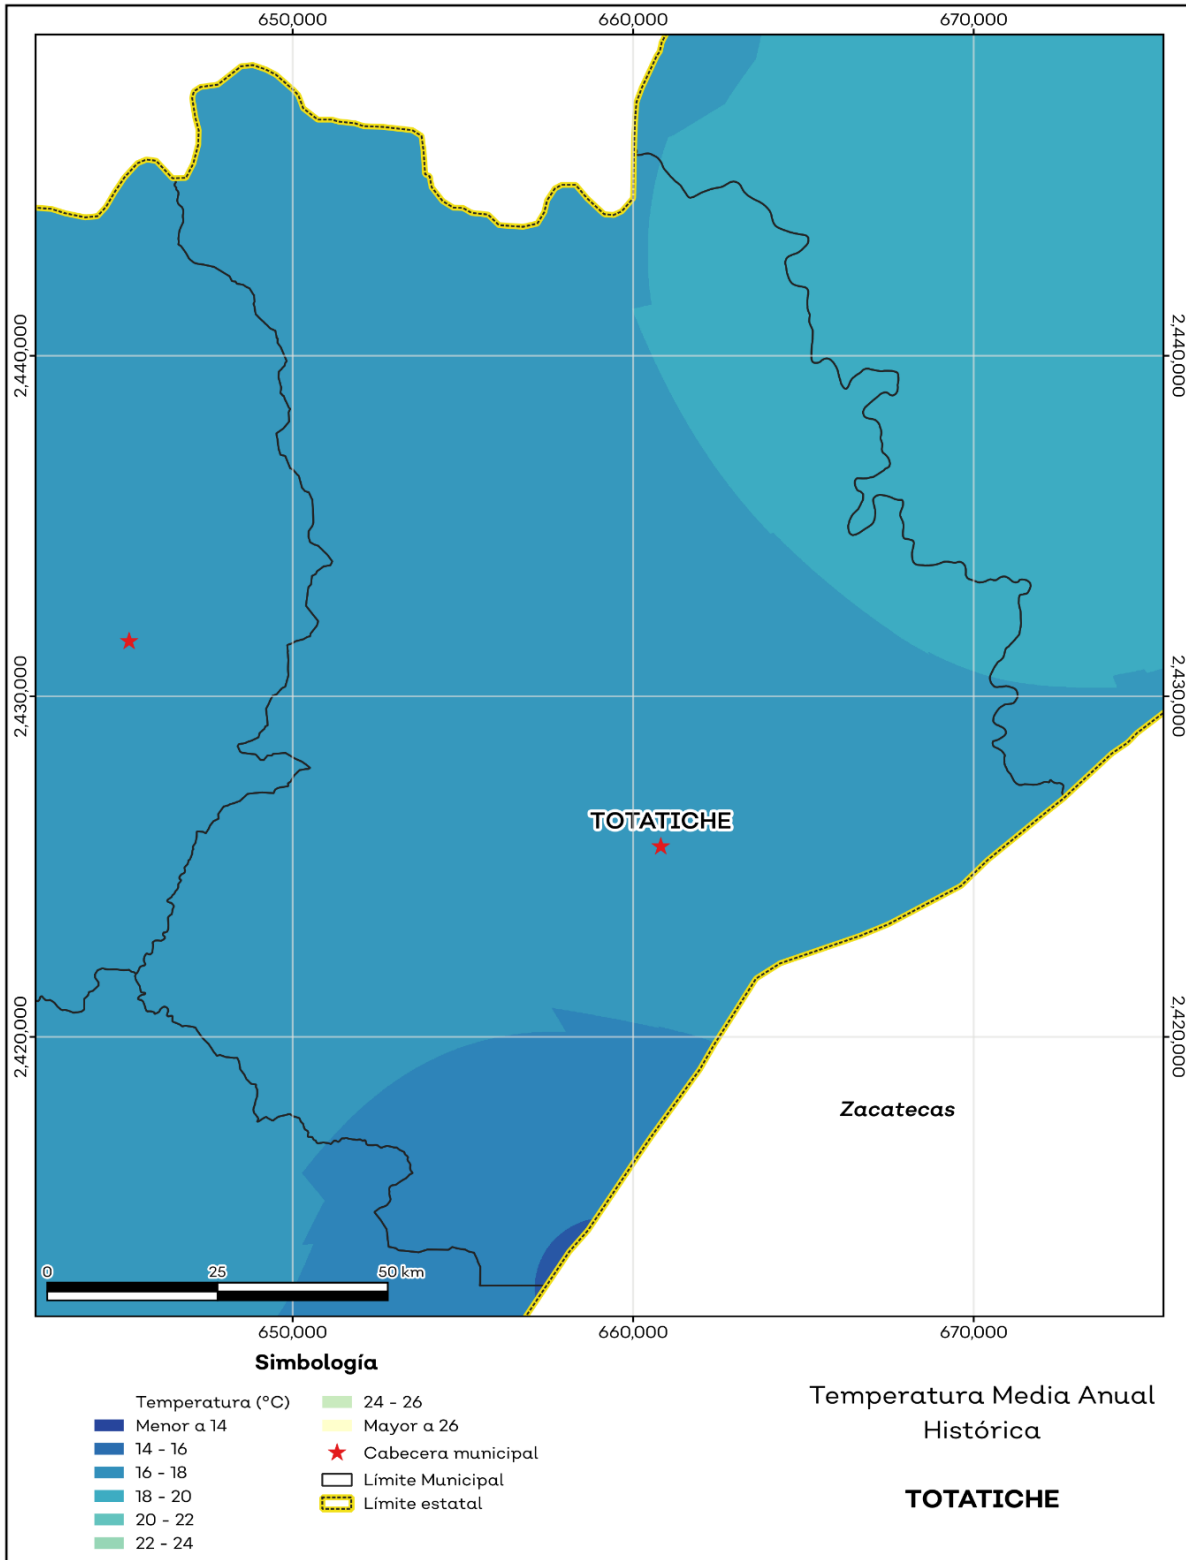 650,000 660,000 670,000
2,440,000 2,440,000
2,430,000 2,430,000
TOTATICHE
2,420,000 2,420,000
Zacatecas
0 25 50 km
650,000 660,000 670,000
Simbología
Temperatura (°C)
Menor a 14
14 - 16
16 - 18
18 - 20
20 - 22
22 - 24
24 - 26
Mayor a 26
Cabecera municipal
Límite Municipal
Límite estatal
Temperatura Media Anual
Histórica
TOTATICHE